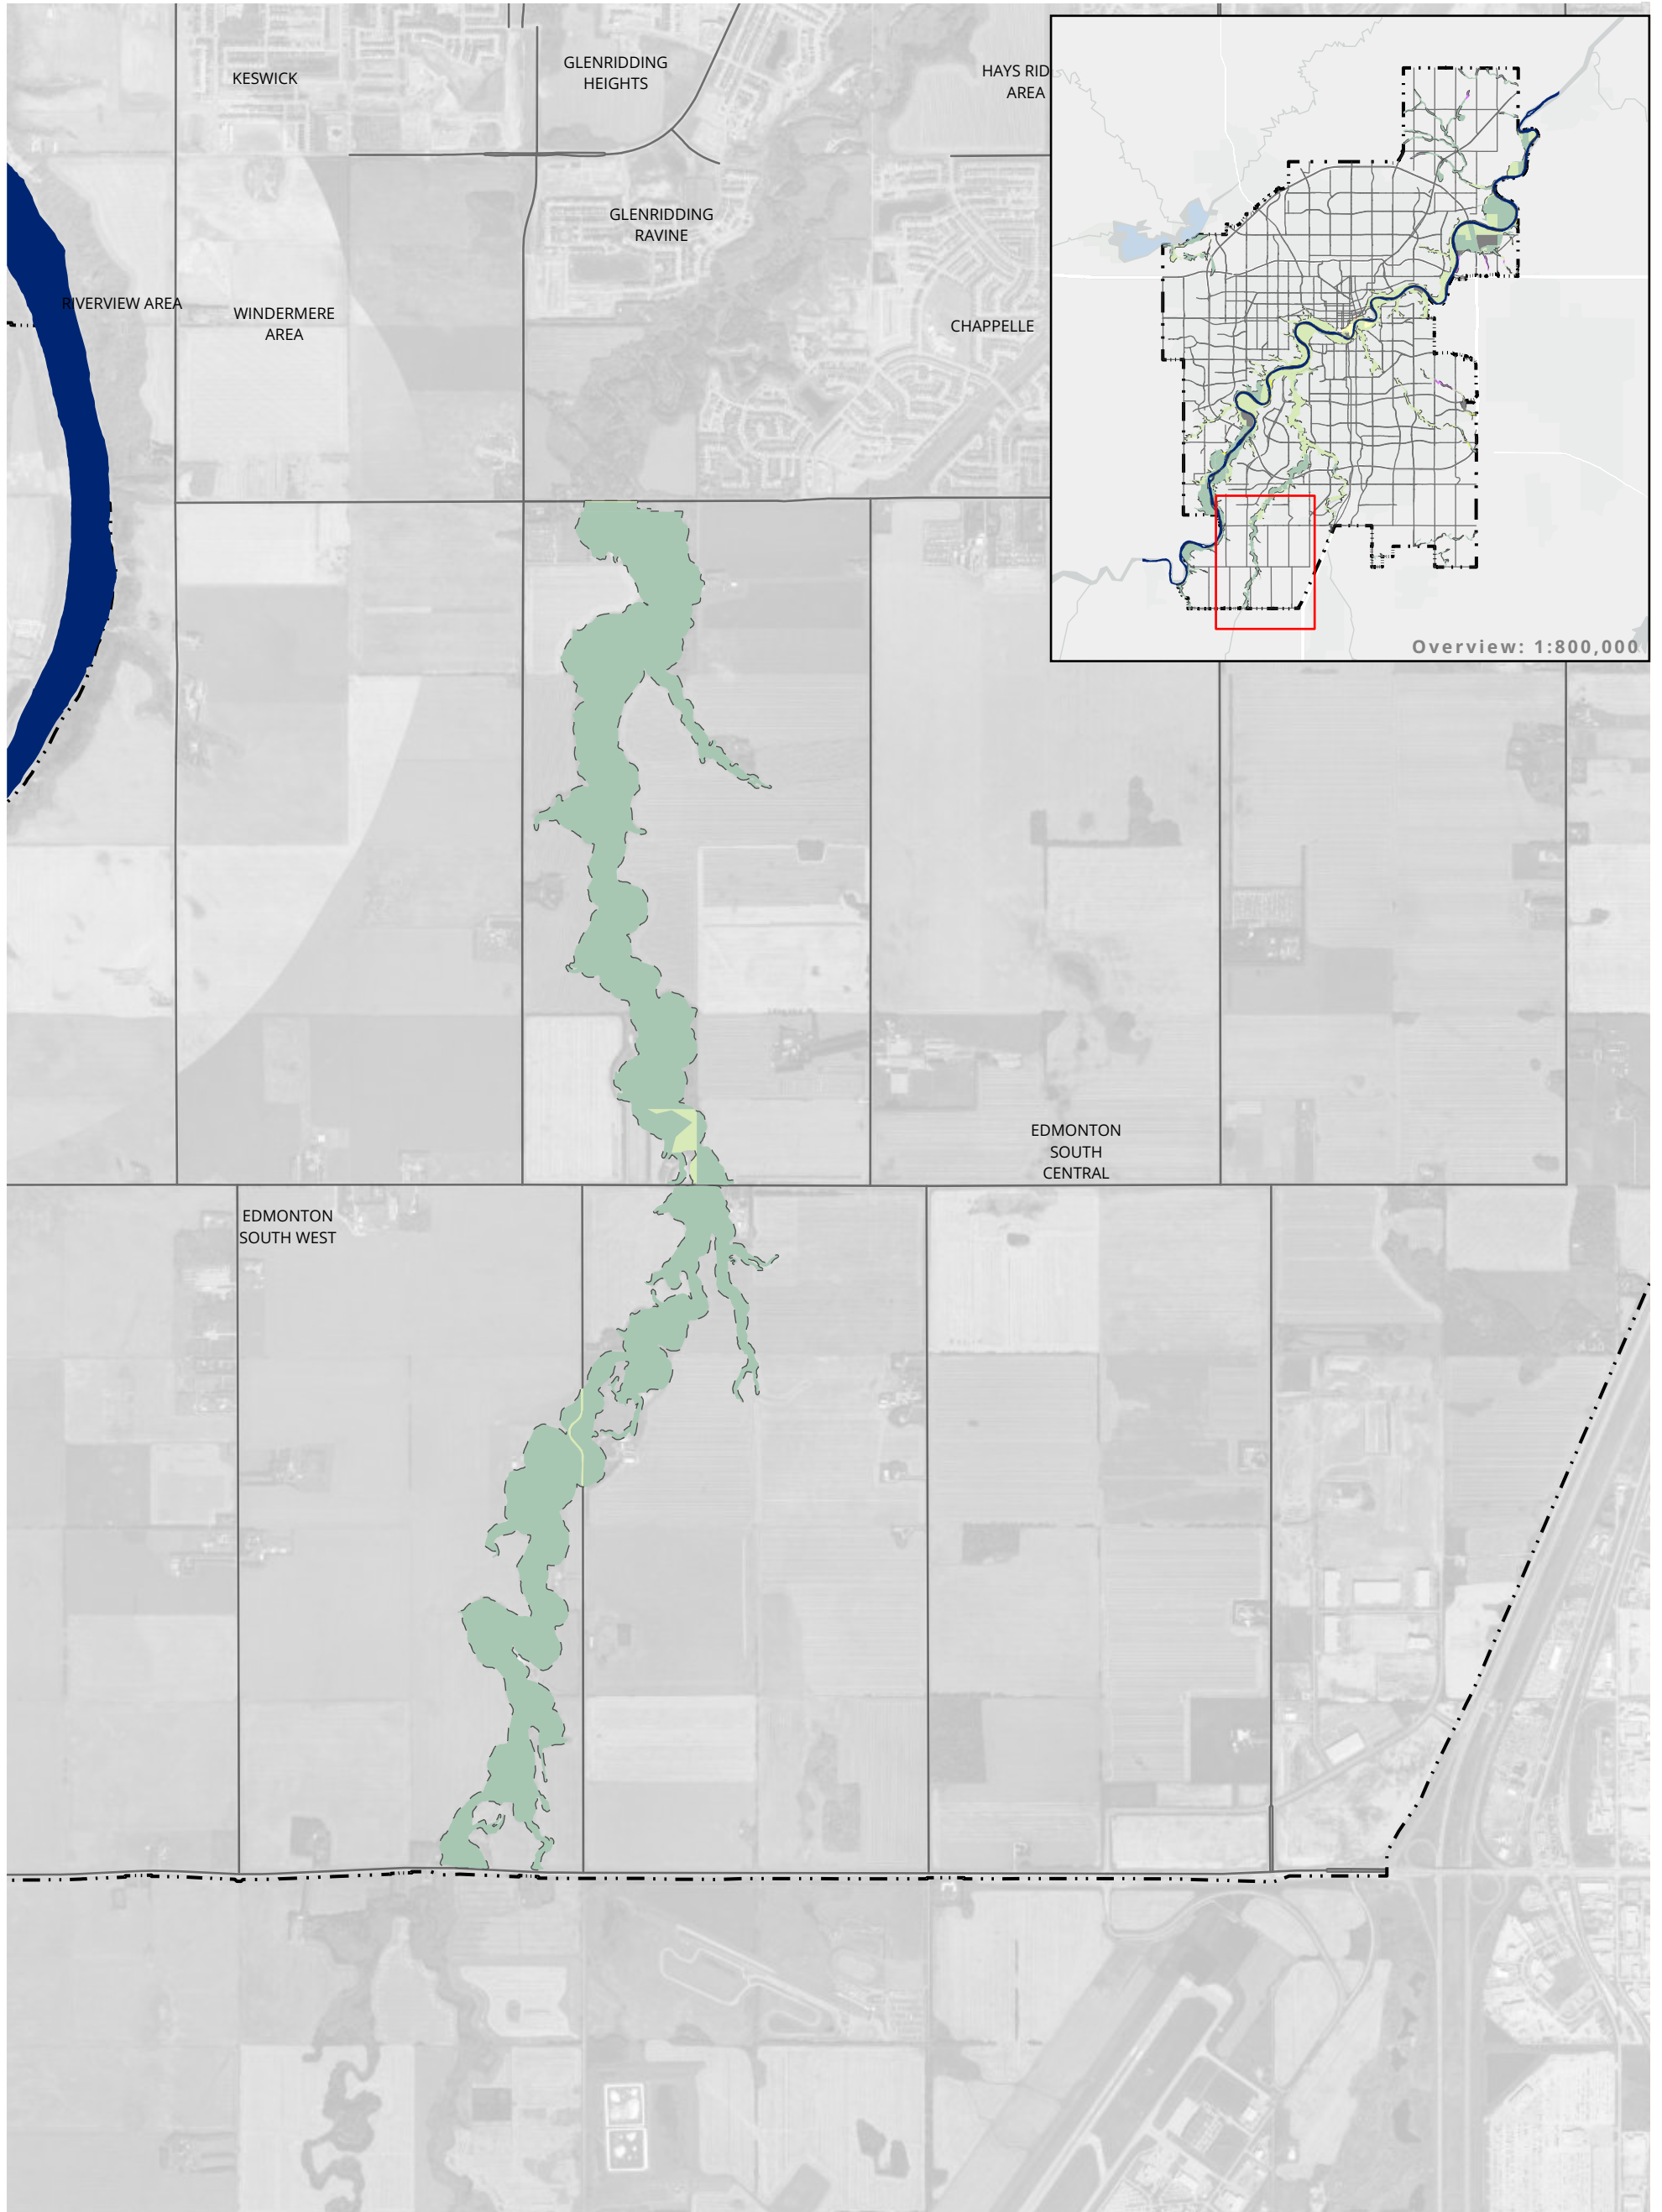 KESWICK
GLENRIDDING
HEIGHTS
HAYS RID
AREA
GLENRIDDING
RAVINE
RIVERVIEW AREA
WINDERMERE
AREA
CHAPPELLE
Overview: 1:800,000
EDMONTON
SOUTH
CENTRAL
EDMONTON
SOUTH WEST